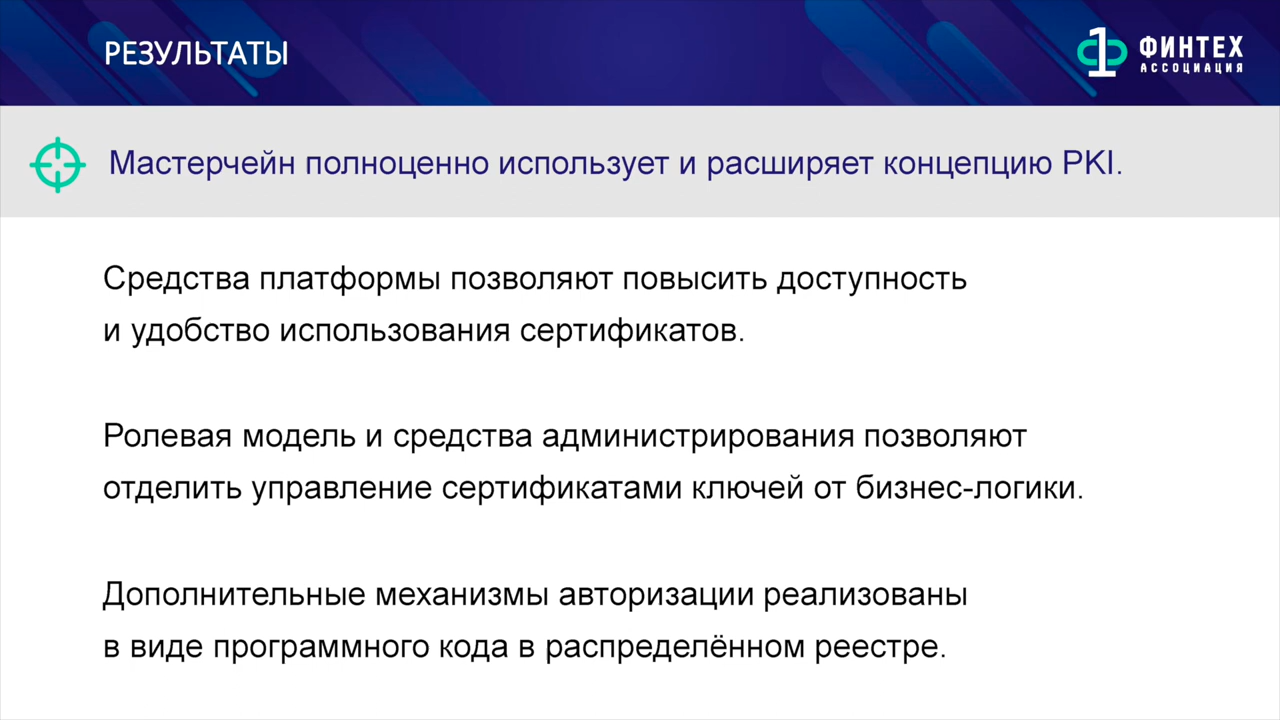 РЕЗУЛЬТАТЫ
ФИНТЕХ
АССОЦИАЦИЯ
Мастерчейн полноценно использует и расширяет концепцию PKI.
Средства платформы позволяют повысить доступность
и удобство использования сертификатов.
Ролевая модель и средства администрирования позволяют
отделить управление сертификатами ключей от бизнес-логики.
Дополнительные механизмы авторизации реализованы
в виде программного кода в распределённом реестре.